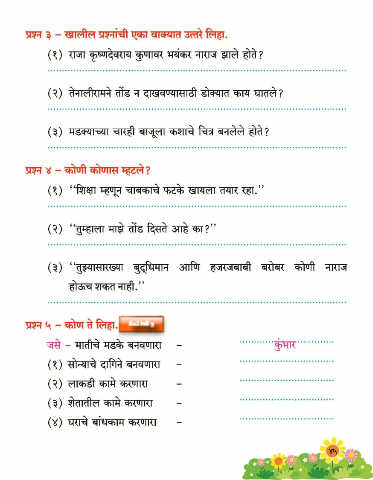 प्रश्न ३ – खालील प्रश्नांची एका वाक्यात उत्तरे लिहा.
(१) राजा कृष्णदेवराय कुणावर भयंकर नाराज झाले होते?
(२) तेनालीरामने तोंड न दाखवण्यासाठी डोक्यात काय घातले?
(३) मडक्याच्या चारही बाजूला कशाचे चित्र बनलेले होते?
प्रश्न ४ – कोणी कोणास म्हटले?
(१) ''शिक्षा म्हणून चाबकाचे फटके खायला तयार रहा.''
(२) ''तुम्हाला माझे तोंड दिसते आहे का?''
(३) ''तुझ्यासारख्या बुद्धिमान आणि हजरजबाबी बरोबर कोणी नाराज
होऊच शकत नाही.''
प्रश्न ५ – कोण ते लिहा.
जसे – मातीचे मडके बनवणारा – कुंभार
(१) सोन्याचे दागिने बनवणारा –
(२) लाकडी कामे करणारा –
(३) शेतातील कामे करणारा –
(४) घराचे बांधकाम करणारा –